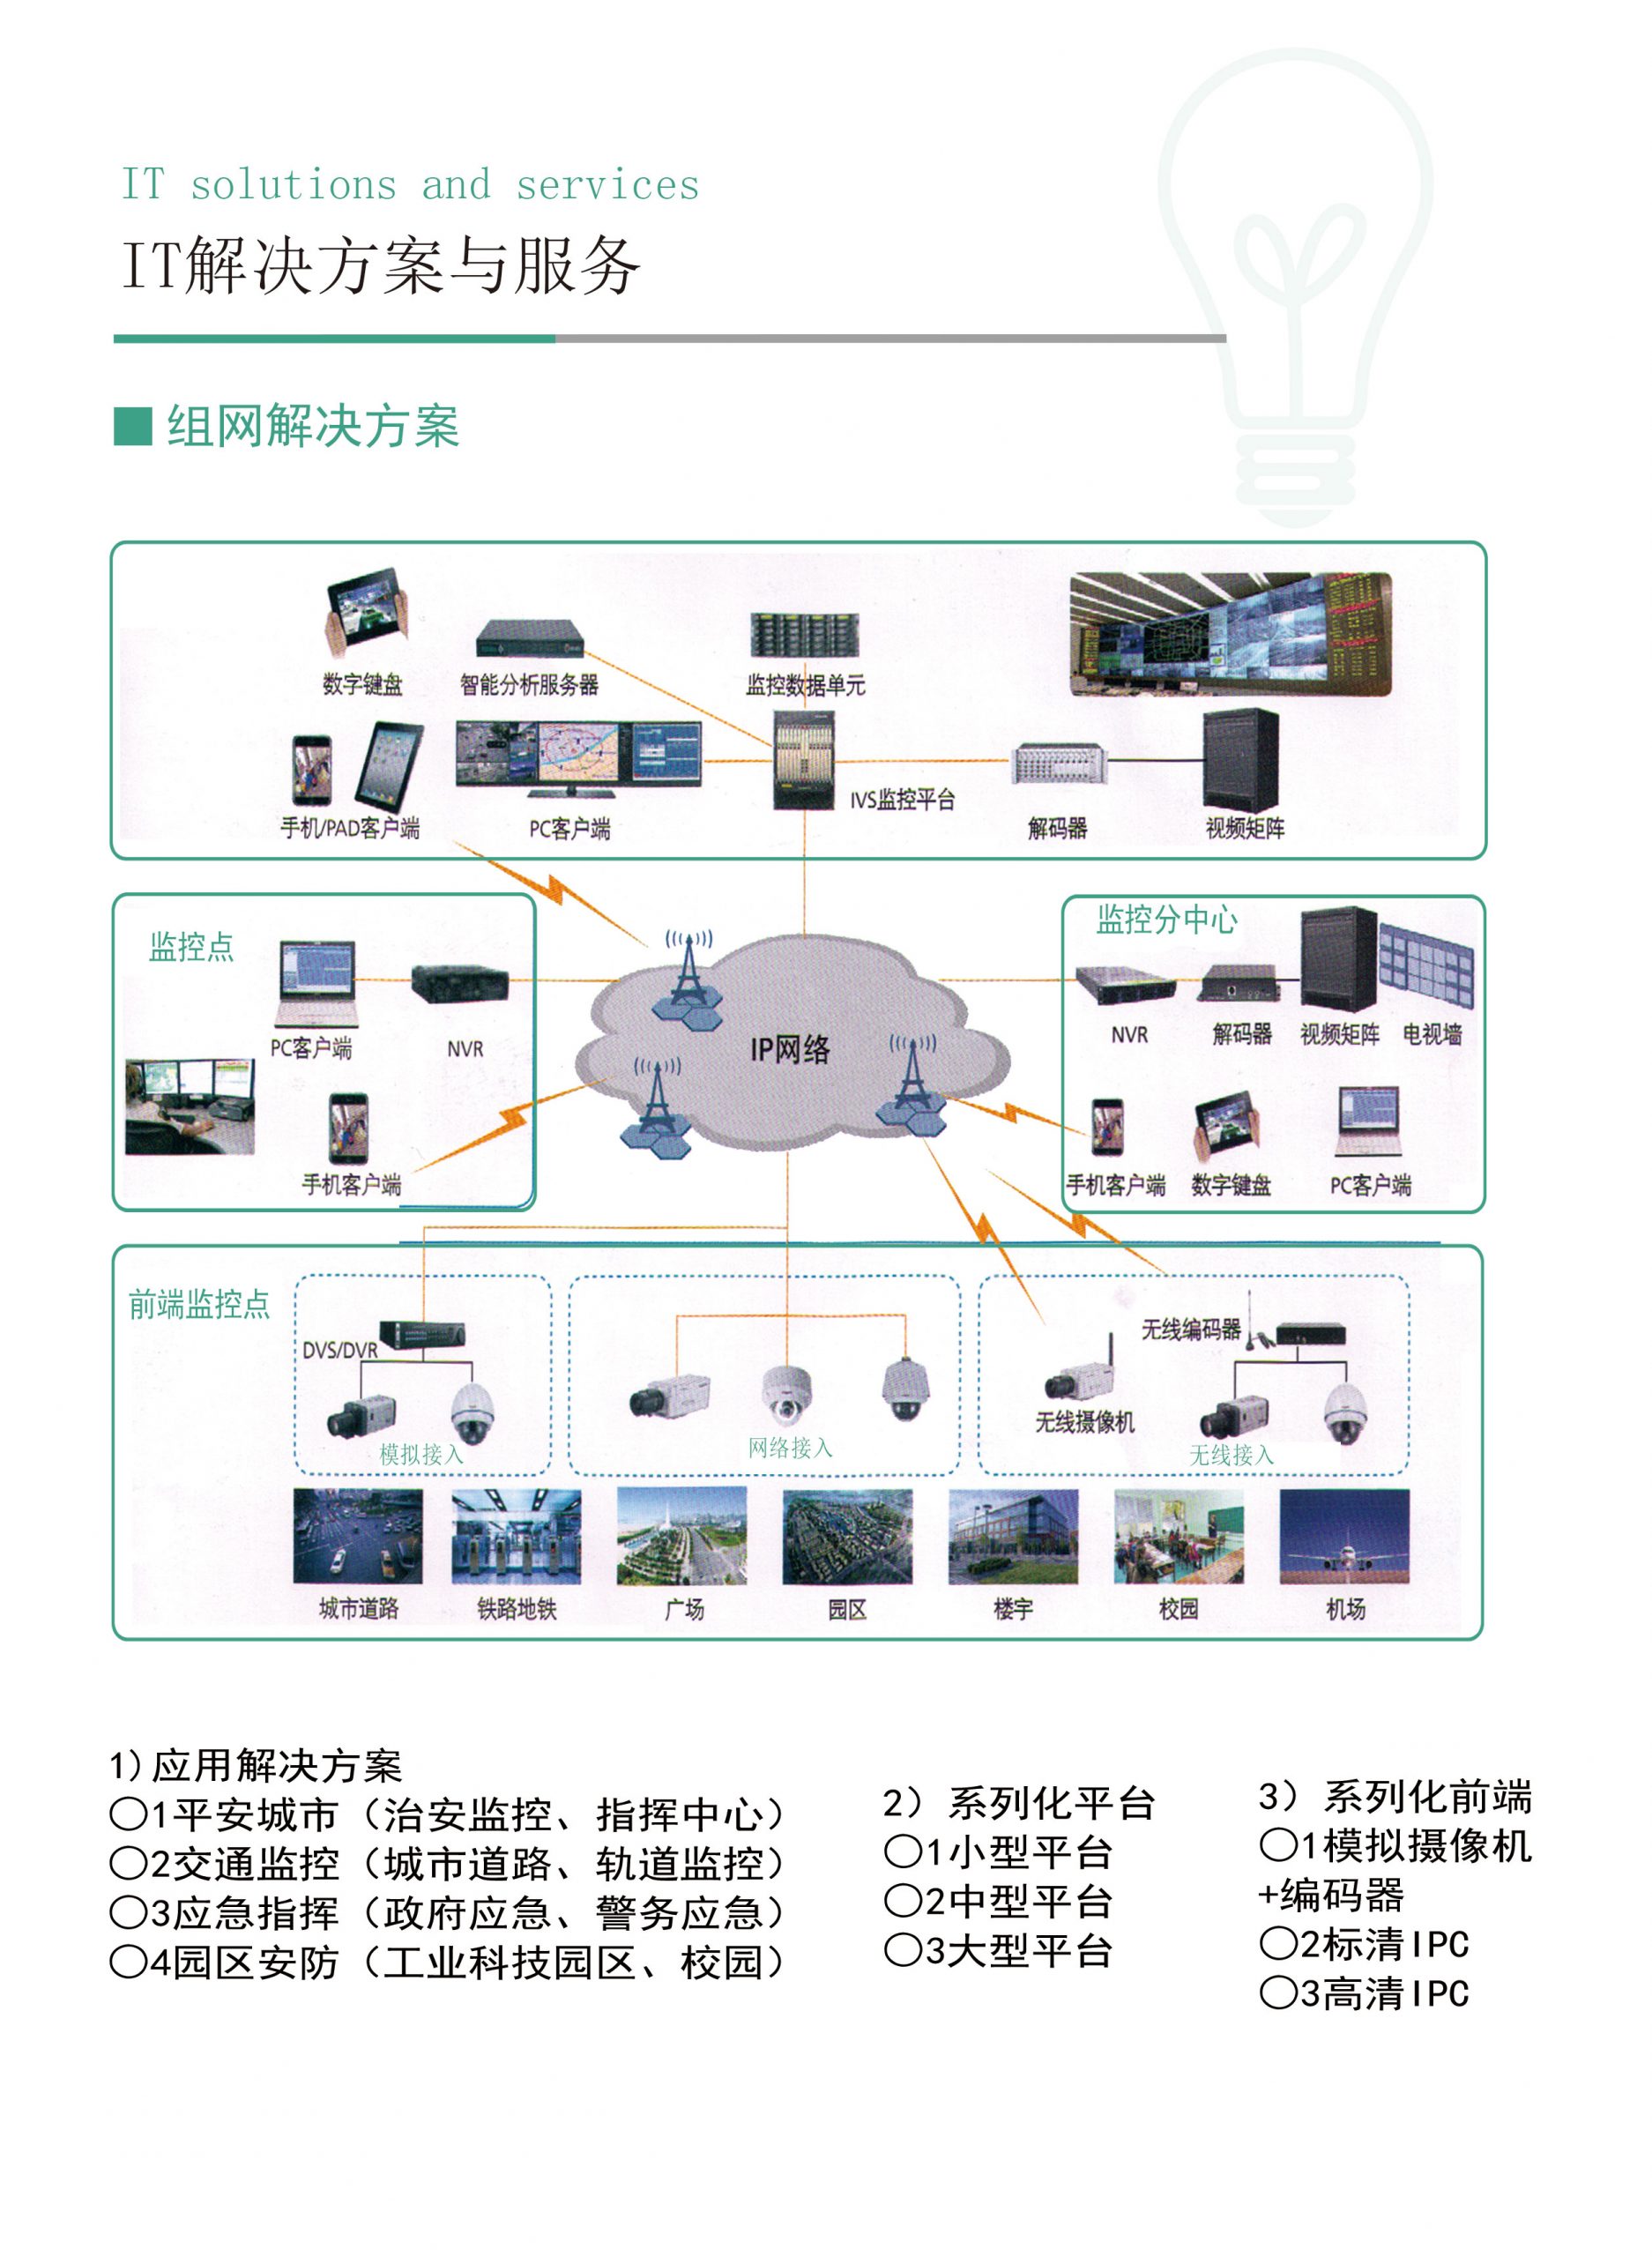 IT solutions and services
IT解决方案与服务
组网解决方案
数字键盘
智能分析服务器
监控数据单元
手机/PAD客户端
PC客户端
IVS监控平台
解码器
视频矩阵
监控点
PC客户端
NVR
手机客户端
IP网络
监控分中心
NVR
解码器
视频矩阵
电视墙
手机客户端
数字键盘
PC客户端
前端监控点
DVS/DVR
模拟接入
网络接入
无线编码器
无线摄像机
无线接入
城市道路
铁路地铁
广场
园区
楼宇
校园
机场
1)应用解决方案
○1平安城市（治安监控、指挥中心）
○2交通监控（城市道路、轨道监控）
○3应急指挥（政府应急、警务应急）
○4园区安防（工业科技园区、校园）
2）系列化平台
○1小型平台
○2中型平台
○3大型平台
3）系列化前端
○1模拟摄像机
+编码器
○2标清IPC
○3高清IPC